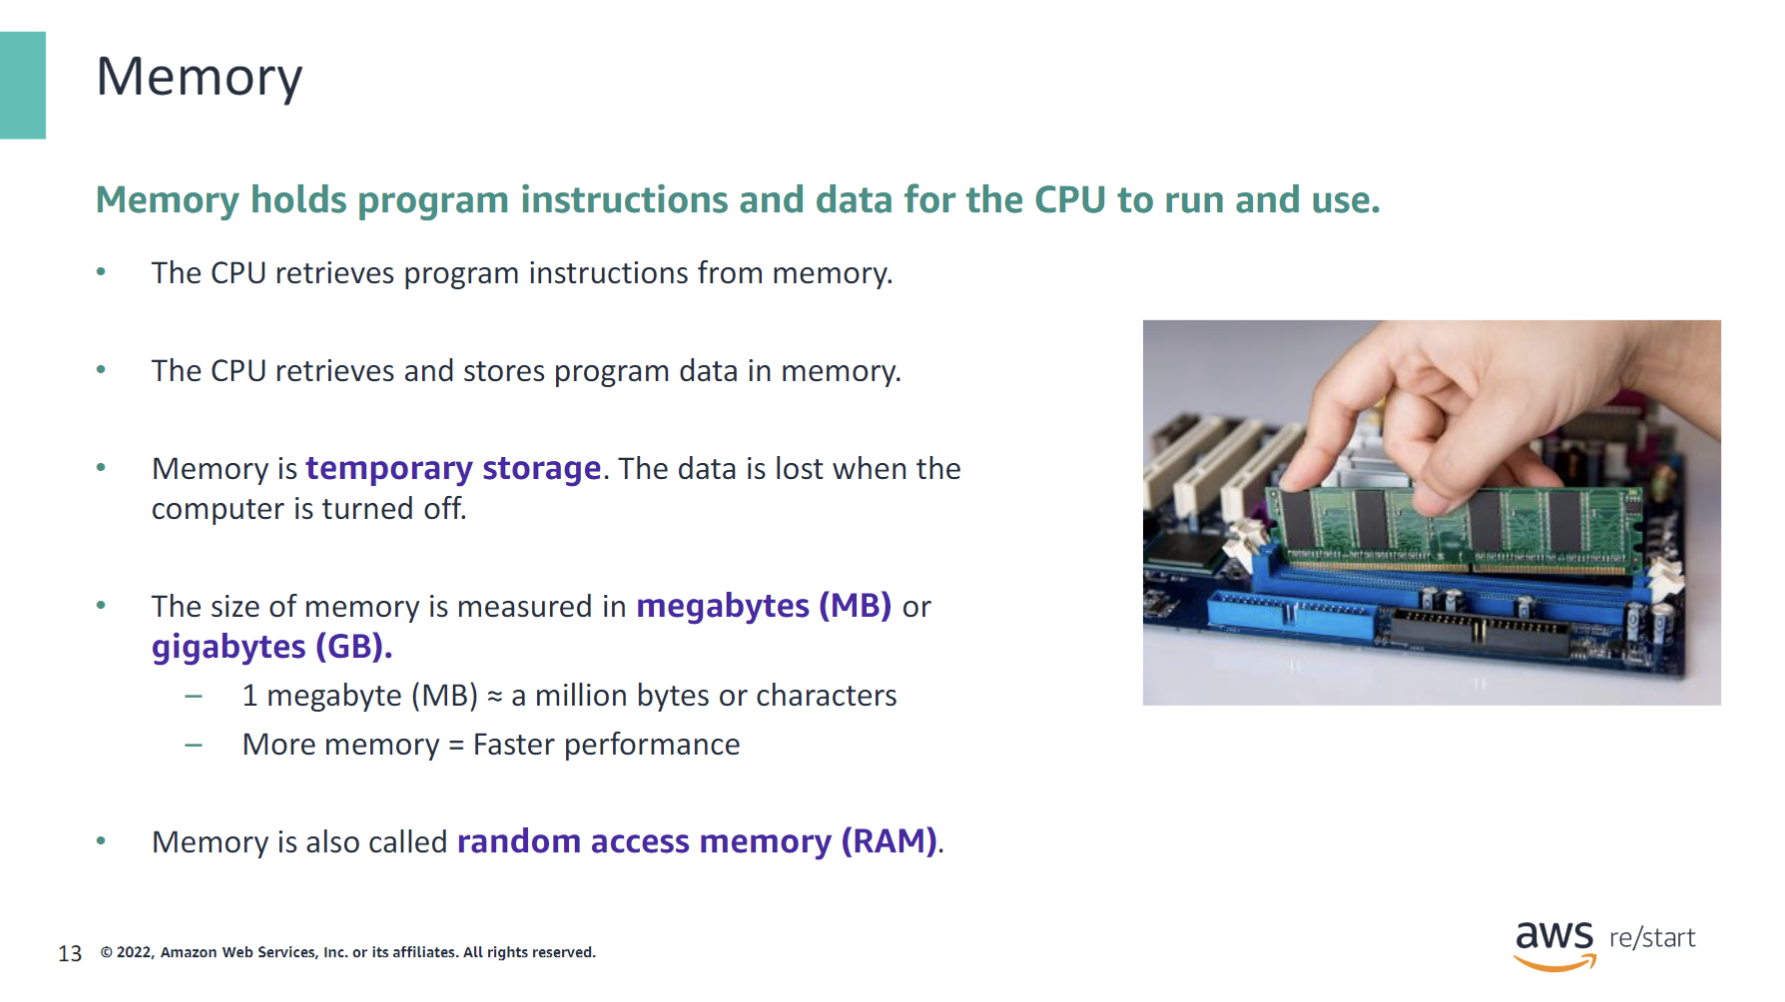 Memory
Memory holds program instructions and data for the CPU to run and use.
• The CPU retrieves program instructions from memory.
• The CPU retrieves and stores program data in memory.
• Memory is temporary storage. The data is lost when the
computer is turned off.
• The size of memory is measured in megabytes (MB) or
gigabytes (GB).
– 1 megabyte (MB) ≈ a million bytes or characters
– More memory = Faster performance
• Memory is also called random access memory (RAM).
13 © 2022, Amazon Web Services, Inc. or its affiliates. All rights reserved.
aws re/start